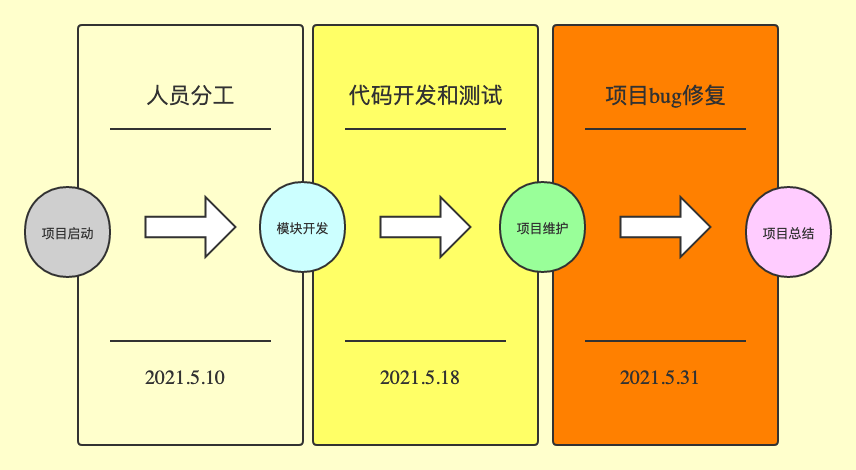 人员分工
代码开发和测试
项目bug修复
项目启动
模块开发
项目维护
项目总结
2021.5.10
2021.5.18
2021.5.31